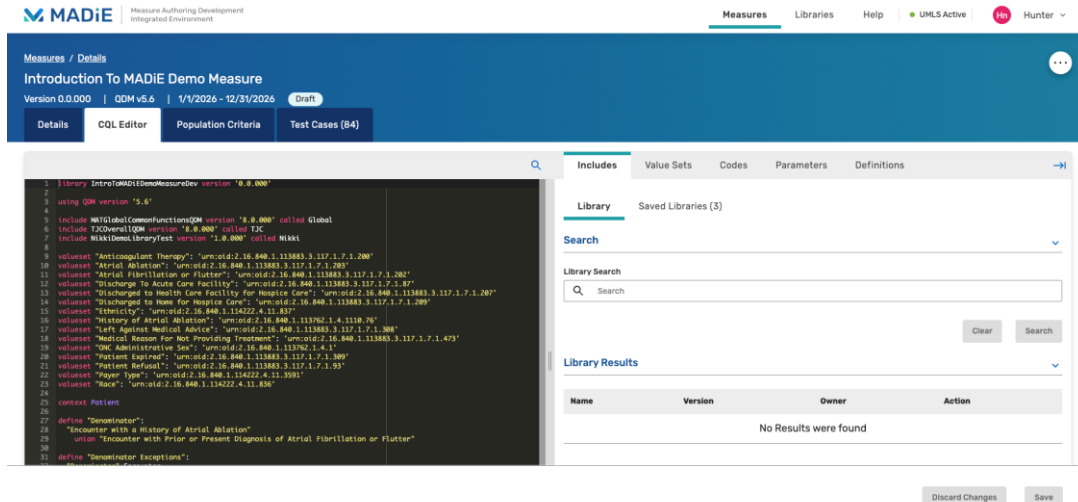 MADiE
Measure Authoring Development
Integrated Environment
Measures Libraries Help UMLS Active Hn Hunter
Measures / Details
Introduction To MADiE Demo Measure
Version 0.0.000 | QDM v5.6 | 1/1/2026 - 12/31/2026 Draft
Details CQL Editor Population Criteria Test Cases (84)
Includes Value Sets Codes Parameters Definitions
1 library IntroToMADiEDemoMeasureDev version '0.0.000'
2
3 using QDM version '5.6'
4
5 include MATGlobalCommonFunctionsQDM version '8.0.000' called Global
6 include TJCOverallQDM version '8.0.000' called TJC
7 include NikkiDemoLibraryTest version '1.0.000' called Nikki
8
9 valueset "Anticoagulant Therapy": 'urn:oid:2.16.840.1.113883.3.117.1.7.1.200'
10 valueset "Atrial Ablation": 'urn:oid:2.16.840.1.113883.3.117.1.7.1.203'
11 valueset "Atrial Fibrillation or Flutter": 'urn:oid:2.16.840.1.113883.3.117.1.7.1.202'
12 valueset "Discharge To Acute Care Facility": 'urn:oid:2.16.840.1.113883.3.117.1.7.1.87'
13 valueset "Discharged to Health Care Facility for Hospice Care": 'urn:oid:2.16.840.1.113883.3.117.1.7.1.207'
14 valueset "Discharged to Home for Hospice Care": 'urn:oid:2.16.840.1.113883.3.117.1.7.1.209'
15 valueset "Ethnicity": 'urn:oid:2.16.840.1.114222.4.11.837'
16 valueset "History of Atrial Ablation": 'urn:oid:2.16.840.1.113762.1.4.1110.76'
17 valueset "Left Against Medical Advice": 'urn:oid:2.16.840.1.113883.3.117.1.7.1.308'
18 valueset "Medical Reason For Not Providing Treatment": 'urn:oid:2.16.840.1.113883.3.117.1.7.1.473'
19 valueset "ONC Administrative Sex": 'urn:oid:2.16.840.1.113762.1.4.1'
20 valueset "Patient Expired": 'urn:oid:2.16.840.1.113883.3.117.1.7.1.309'
21 valueset "Patient Refusal": 'urn:oid:2.16.840.1.113883.3.117.1.7.1.93'
22 valueset "Payer Type": 'urn:oid:2.16.840.1.114222.4.11.3591'
23 valueset "Race": 'urn:oid:2.16.840.1.114222.4.11.836'
24
25 context Patient
26
27 define "Denominator":
28 "Encounter with a History of Atrial Ablation"
29 union "Encounter with Prior or Present Diagnosis of Atrial Fibrillation or Flutter"
30
31 define "Denominator Exceptions":
Library Saved Libraries (3)
Search
Library Search
Search
Clear Search
Library Results
Name Version Owner Action
No Results were found
Discard Changes Save